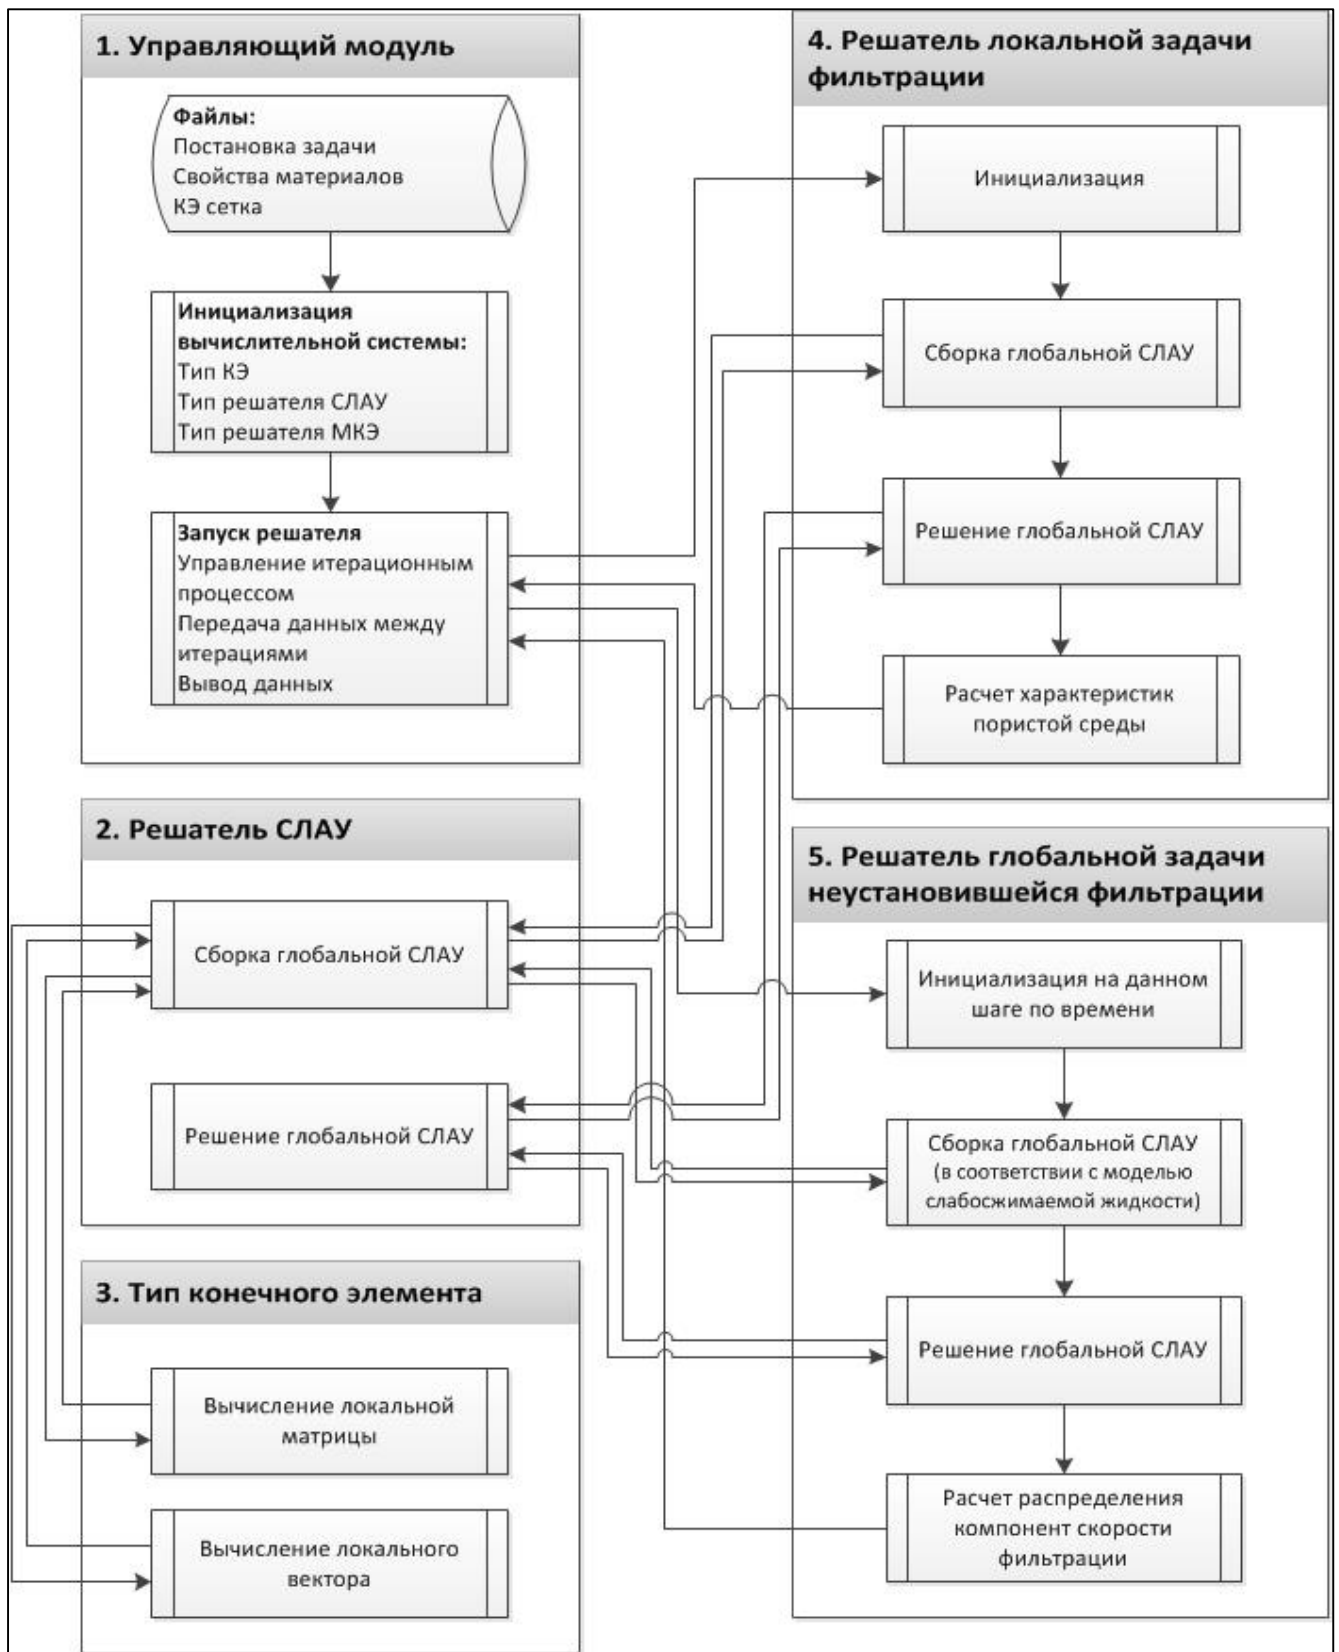 1. Управляющий модуль
Файлы:
Постановка задачи
Свойства материалов
КЭ сетка
Инициализация
вычислительной системы:
Тип КЭ
Тип решателя СЛАУ
Тип решателя МКЭ
Запуск решателя
Управление итерационным
процессом
Передача данных между
итерациями
Вывод данных
2. Решатель СЛАУ
Сборка глобальной СЛАУ
Решение глобальной СЛАУ
3. Тип конечного элемента
Вычисление локальной
матрицы
Вычисление локального
вектора
4. Решатель локальной задачи
фильтрации
Инициализация
Сборка глобальной СЛАУ
Решение глобальной СЛАУ
Расчет характеристик
пористой среды
5. Решатель глобальной задачи
неустановившейся фильтрации
Инициализация на данном
шаге по времени
Сборка глобальной СЛАУ
(в соответствии с моделью
слабосжимаемой жидкости)
Решение глобальной СЛАУ
Расчет распределения
компонент скорости
фильтрации